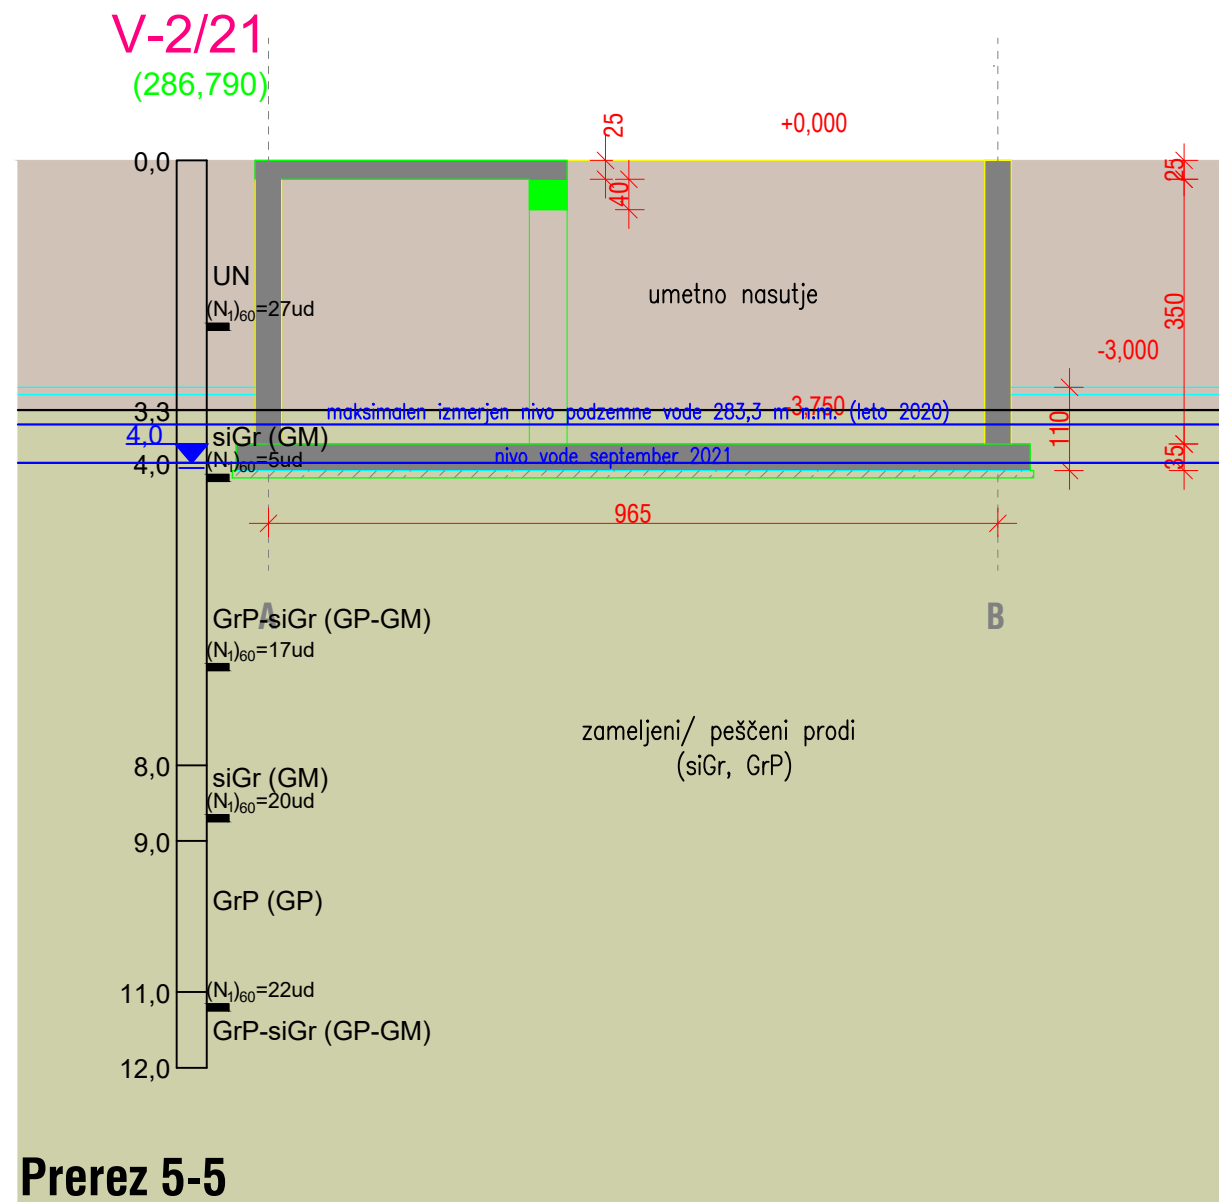 V-2/21
(286,790)
25
+0,000
0,0
25
40
UN
(N₁)₆₀=27ud
umetno nasutje
350
-3,000
3,3
maksimalen izmerjen nivo podzemne vode 283,3 m n.m. (leto 2020)
-3,750
110
4,0
siGr (GM)
4,0
(N₁)₆₀=5ud
nivo vode september 2021
35
965
A
B
GrP-siGr (GP-GM)
(N₁)₆₀=17ud
zameljeni/ peščeni prodi
(siGr, GrP)
8,0
siGr (GM)
(N₁)₆₀=20ud
9,0
GrP (GP)
11,0
(N₁)₆₀=22ud
GrP-siGr (GP-GM)
12,0
Prerez 5-5